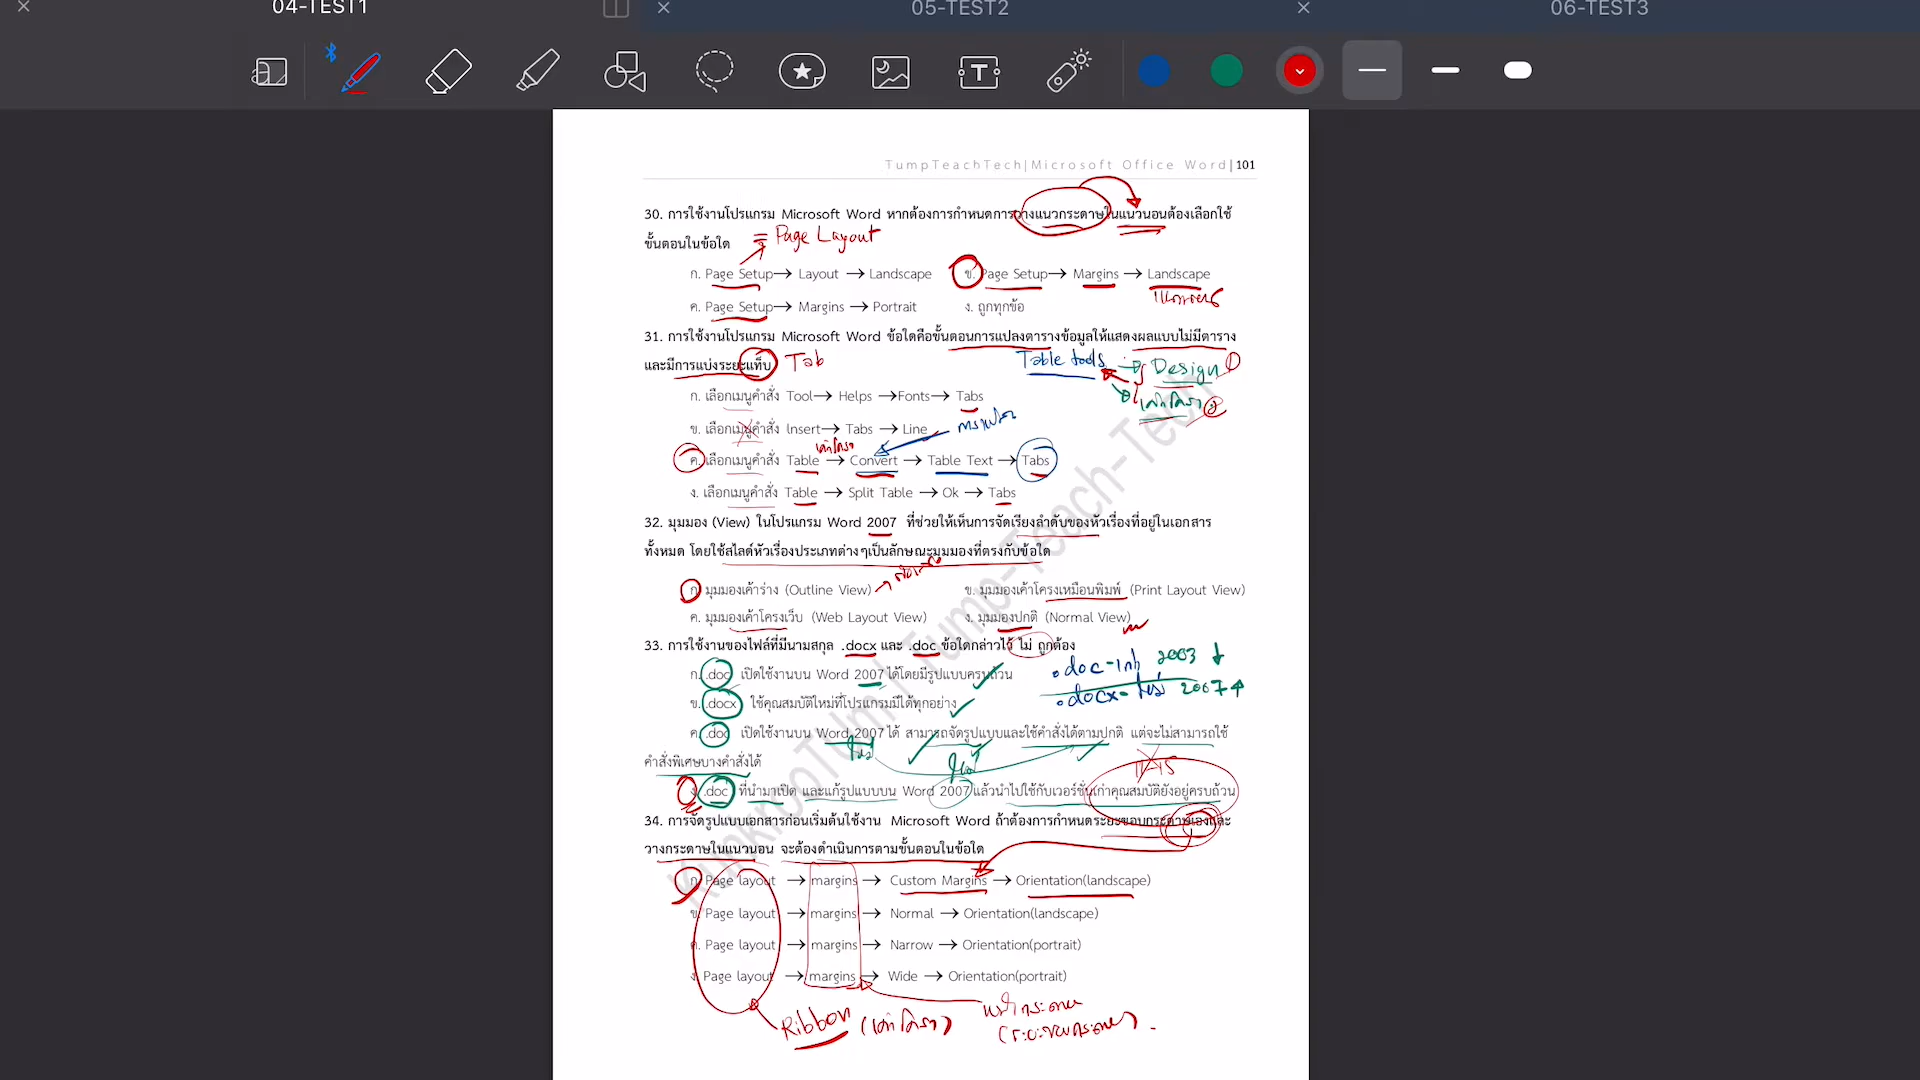 04-TEST1
05-TEST2
06-TEST3
TumpTeachTech|Microsoft Office Word|101
30. การใช้งานโปรแกรม Microsoft Word หากต้องการกำหนดการวางแนวกระดาษในแนวนอนต้องเลือกใช้
ขั้นตอนในข้อใด
= Page Layout
ก. Page Setup→ Layout → Landscape
ข. Page Setup→ Margins → Landscape
ค. Page Setup→ Margins → Portrait
ง. ถูกทุกข้อ
31. การใช้งานโปรแกรม Microsoft Word ข้อใดคือขั้นตอนการแปลงตารางข้อมูลให้แสดงผลแบบไม่มีตาราง
และมีการแบ่งระยะแท็บ
Tab
Table tools
Design
ก. เลือกเมนูคำสั่ง Tool→ Helps →Fonts→ Tabs
ข. เลือกเมนูคำสั่ง lnsert→ Tabs → Line
ค. เลือกเมนูคำสั่ง Table → Convert → Table Text → Tabs
ง. เลือกเมนูคำสั่ง Table → Split Table → Ok → Tabs
32. มุมมอง (View) ในโปรแกรม Word 2007 ที่ช่วยให้เห็นการจัดเรียงลำดับของหัวเรื่องที่อยู่ในเอกสาร
ทั้งหมด โดยใช้สไลด์หัวเรื่องประเภทต่างๆเป็นลักษณะมุมมองที่ตรงกับข้อใด
ก. มุมมองเค้าร่าง (Outline View)
ข. มุมมองเค้าโครงเหมือนพิมพ์ (Print Layout View)
ค. มุมมองเค้าโครงเว็บ (Web Layout View)
ง. มุมมองปกติ (Normal View)
33. การใช้งานของไฟล์ที่มีนามสกุล .docx และ .doc ข้อใดกล่าวไว้ ไม่ ถูกต้อง
ก. .doc เปิดใช้งานบน Word 2007 ได้โดยมีรูปแบบครบถ้วน
.doc - 2003 ↓
ข. .docx ใช้คุณสมบัติใหม่ที่โปรแกรมมีได้ทุกอย่าง
.docx - ใหม่ 2007 ↑
ค. .doc เปิดใช้งานบน Word 2007 ได้ สามารถจัดรูปแบบและใช้คำสั่งได้ตามปกติ แต่จะไม่สามารถใช้
คำสั่งพิเศษบางคำสั่งได้
ง. .doc ที่นำมาเปิด และแก้รูปแบบบน Word 2007 แล้วนำไปใช้กับเวอร์ชั่นเก่าคุณสมบัติยังอยู่ครบถ้วน
34. การจัดรูปแบบเอกสารก่อนเริ่มต้นใช้งาน Microsoft Word ถ้าต้องการกำหนดระยะขอบกระดาษเองและ
วางกระดาษในแนวนอน จะต้องดำเนินการตามขั้นตอนในข้อใด
ก. Page layout → margins → Custom Margins → Orientation(landscape)
ข. Page layout → margins → Normal → Orientation(landscape)
ค. Page layout → margins → Narrow → Orientation(portrait)
ง. Page layout → margins → Wide → Orientation(portrait)
Ribbon (เค้าโครง)